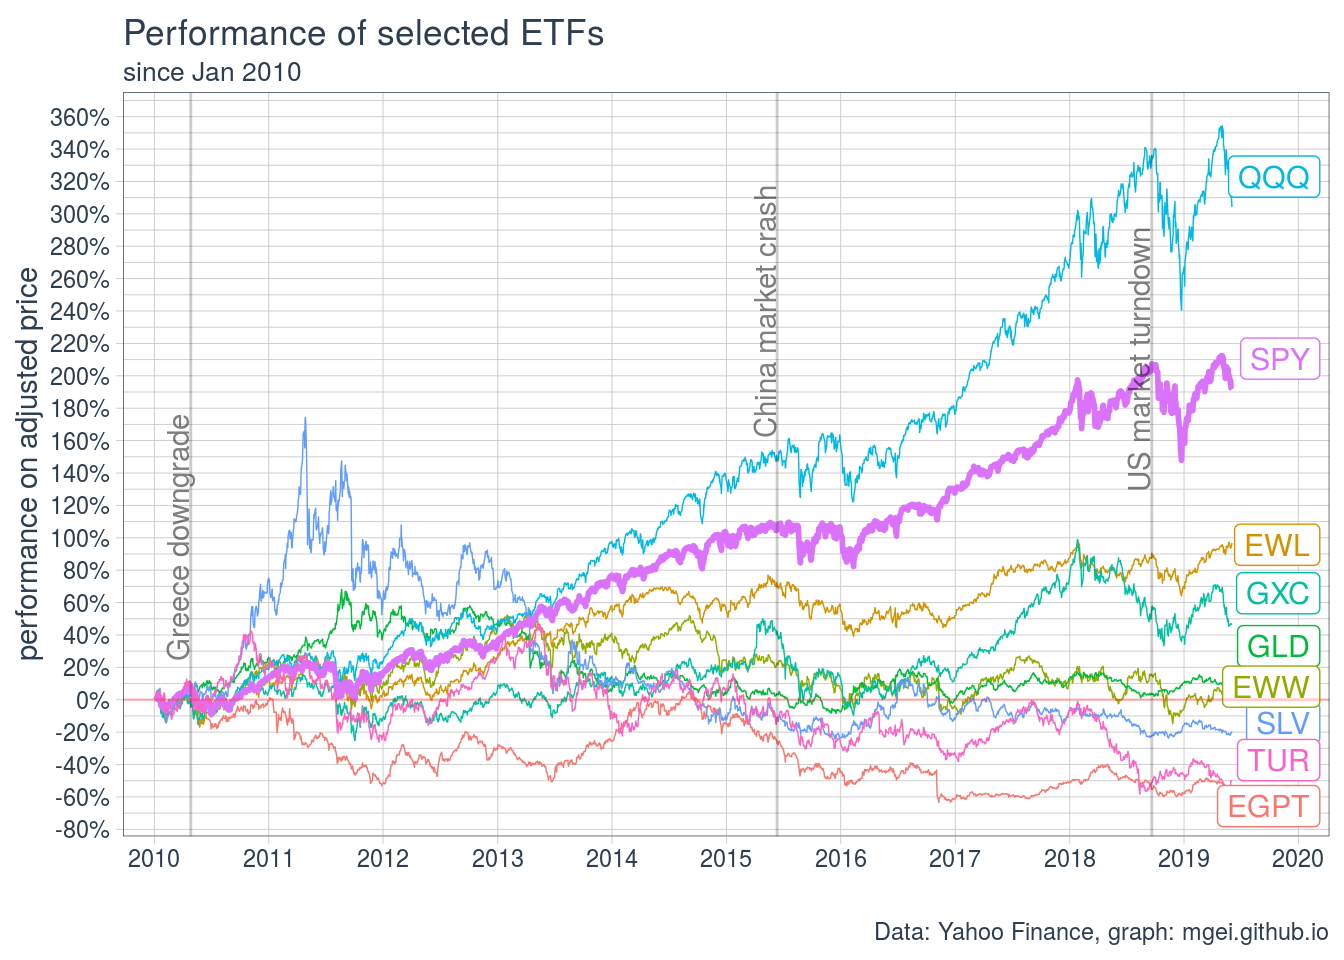 Performance of selected ETFs
since Jan 2010
performance on adjusted price
360%
340%
320%
300%
280%
260%
240%
220%
200%
180%
160%
140%
120%
100%
80%
60%
40%
20%
0%
-20%
-40%
-60%
-80%
Greece downgrade
China market crash
US market turndown
QQQ
SPY
EWL
GXC
GLD
EWW
SLV
TUR
EGPT
2010 2011 2012 2013 2014 2015 2016 2017 2018 2019 2020
Data: Yahoo Finance, graph: mgei.github.io